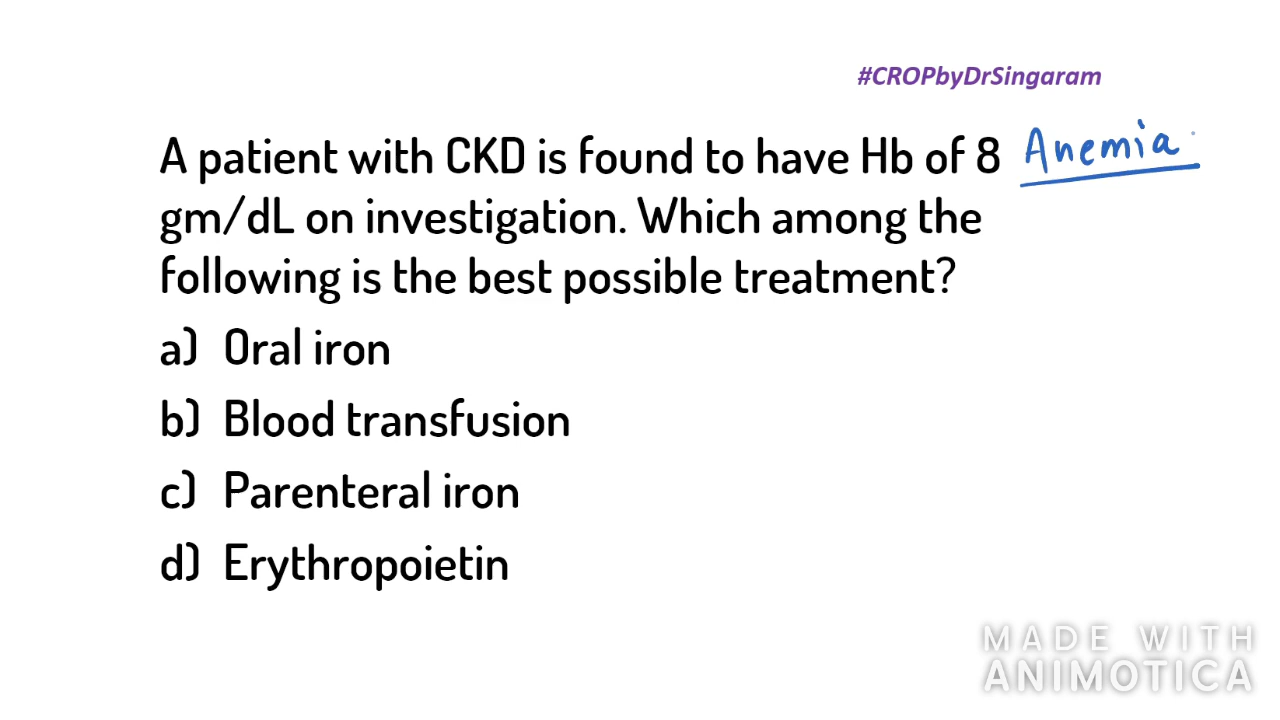 #CROPbyDrSingaram
A patient with CKD is found to have Hb of 8 Anemia
gm/dL on investigation. Which among the
following is the best possible treatment?
a) Oral iron
b) Blood transfusion
c) Parenteral iron
d) Erythropoietin
MADE WITH
ANIMOTICA